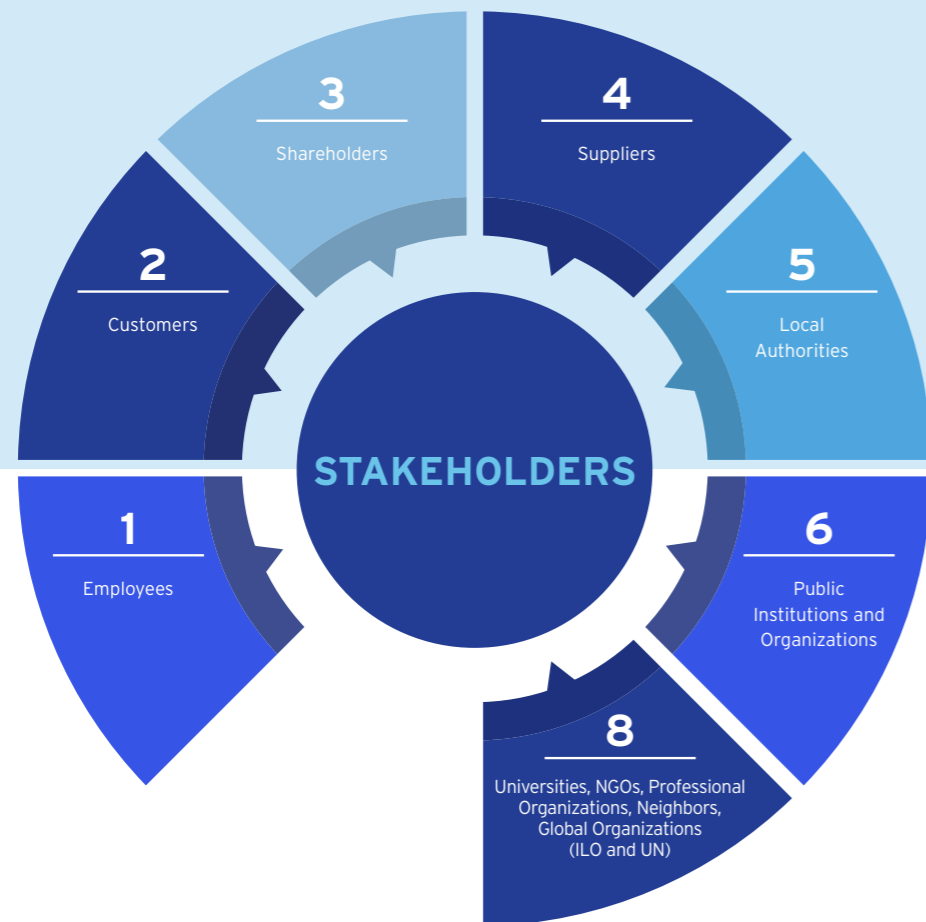 3
Shareholders
4
Suppliers
2
Customers
5
Local
Authorities
STAKEHOLDERS
1
Employees
6
Public
Institutions and
Organizations
8
Universities, NGOs, Professional
Organizations, Neighbors,
Global Organizations
(ILO and UN)